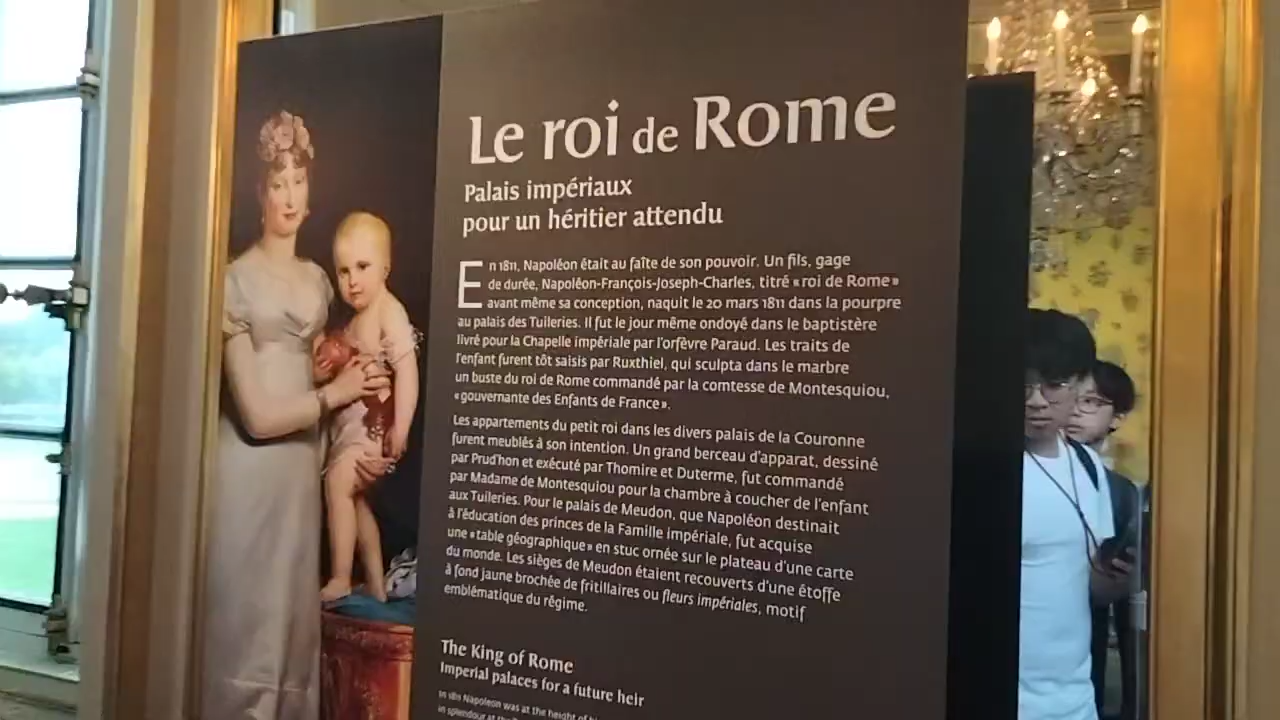 Le roi de Rome
Palais impériaux
pour un héritier attendu
En 1811, Napoléon était au faîte de son pouvoir. Un fils, gage
de durée, Napoléon-François-Joseph-Charles, titré «roi de Rome»
avant même sa conception, naquit le 20 mars 1811 dans la pourpre
au palais des Tuileries. Il fut le jour même ondoyé dans le baptistère
livré pour la Chapelle impériale par l'orfèvre Paraud. Les traits de
l'enfant furent tôt saisis par Ruxthiel, qui sculpta dans le marbre
un buste du roi de Rome commandé par la comtesse de Montesquiou,
«gouvernante des Enfants de France».
Les appartements du petit roi dans les divers palais de la Couronne
furent meublés à son intention. Un grand berceau d'apparat, dessiné
par Prud'hon et exécuté par Thomire et Duterme, fut commandé
par Madame de Montesquiou pour la chambre à coucher de l'enfant
aux Tuileries. Pour le palais de Meudon, que Napoléon destinait
à l'éducation des princes de la Famille impériale, fut acquise
une «table géographique» en stuc ornée sur le plateau d'une carte
du monde. Les sièges de Meudon étaient recouverts d'une étoffe
à fond jaune brochée de fritillaires ou fleurs impériales, motif
emblématique du régime.
The King of Rome
Imperial palaces for a future heir
In 1811 Napoleon was at the height of
in splendour at the